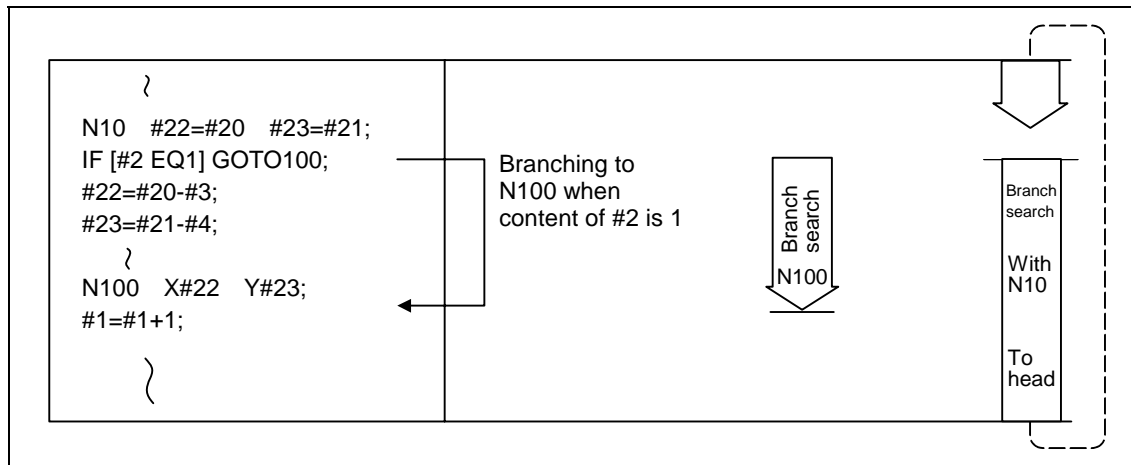 N10 #22=#20 #23=#21;
IF [#2 EQ1] GOTO100;
#22=#20-#3;
#23=#21-#4;
N100 X#22 Y#23;
#1=#1+1;
Branching to
N100 when
content of #2 is 1
Branch
search
N100
Branch
search
With
N10
To
head